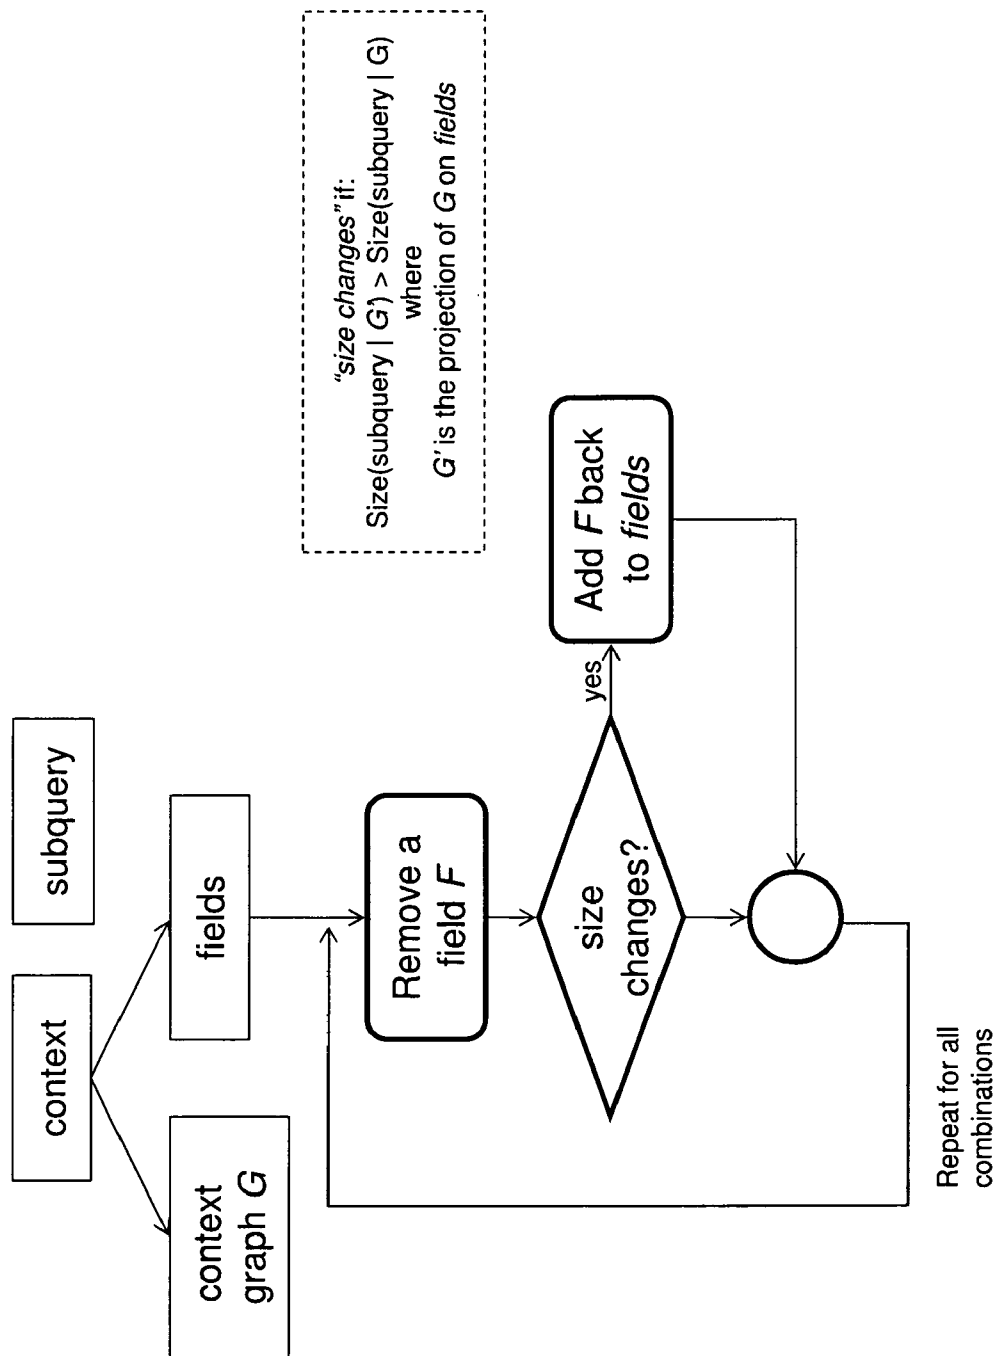 context
subquery
context
graph G
fields
Remove a
field F
size
changes?
yes
Add F back
to fields
Repeat for all
combinations
"size changes" if:
Size(subquery | G') > Size(subquery | G)
where
G' is the projection of G on fields